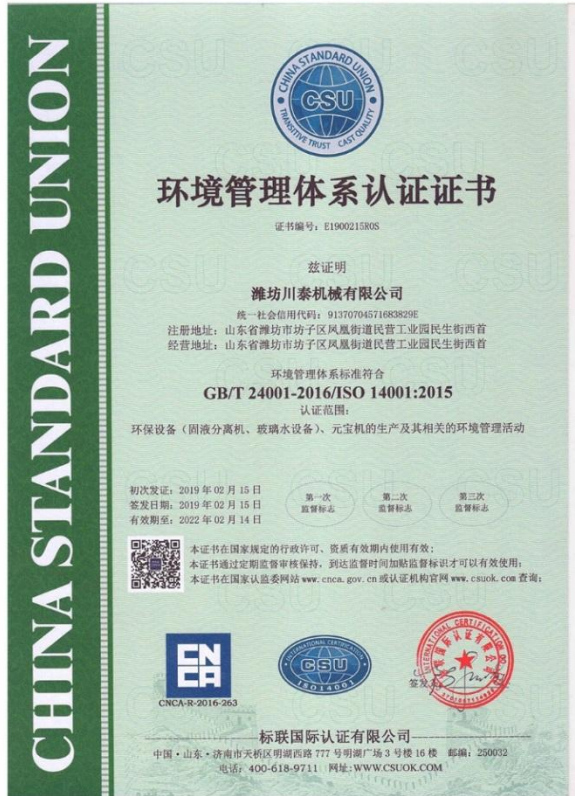 CHINA STANDARD UNION
CHINA STANDARD UNION
CSU
TRANSITIVE TRUST CAST QUALITY
环境管理体系认证证书
证书编号：E1900215R0S
兹证明
潍坊川泰机械有限公司
统一社会信用代码：91370704571683829E
注册地址：山东省潍坊市坊子区凤凰街道民营工业园民生街西首
经营地址：山东省潍坊市坊子区凤凰街道民营工业园民生街西首
环境管理体系标准符合
GB/T 24001-2016/ISO 14001:2015
认证范围：
环保设备（固液分离机、玻璃水设备）、元宝机的生产及其相关的环境管理活动
初次发证：2019 年 02 月 15 日
签发日期：2019 年 02 月 15 日
有效期至：2022 年 02 月 14 日
第一次
监督标志
第二次
监督标志
第三次
监督标志
本证书在国家规定的行政许可、资质有效期内使用有效；
本证书通过定期监督审核保持，到达监督时间加贴监督标识才可以有效使用；
本证书在国家认监委网站 www.cnca.gov.cn 或认证机构官网 www.csuok.com 查询；
CNCA
CNCA-R-2016-263
INTERNATIONAL CERTIFICATION
CSU
ISO14001
签发人
标联国际认证有限公司
中国·山东·济南市天桥区明湖西路 777 号明湖广场 3 号楼 16 楼 邮编：250032
电话：400-618-9711 网址：WWW.CSUOK.COM